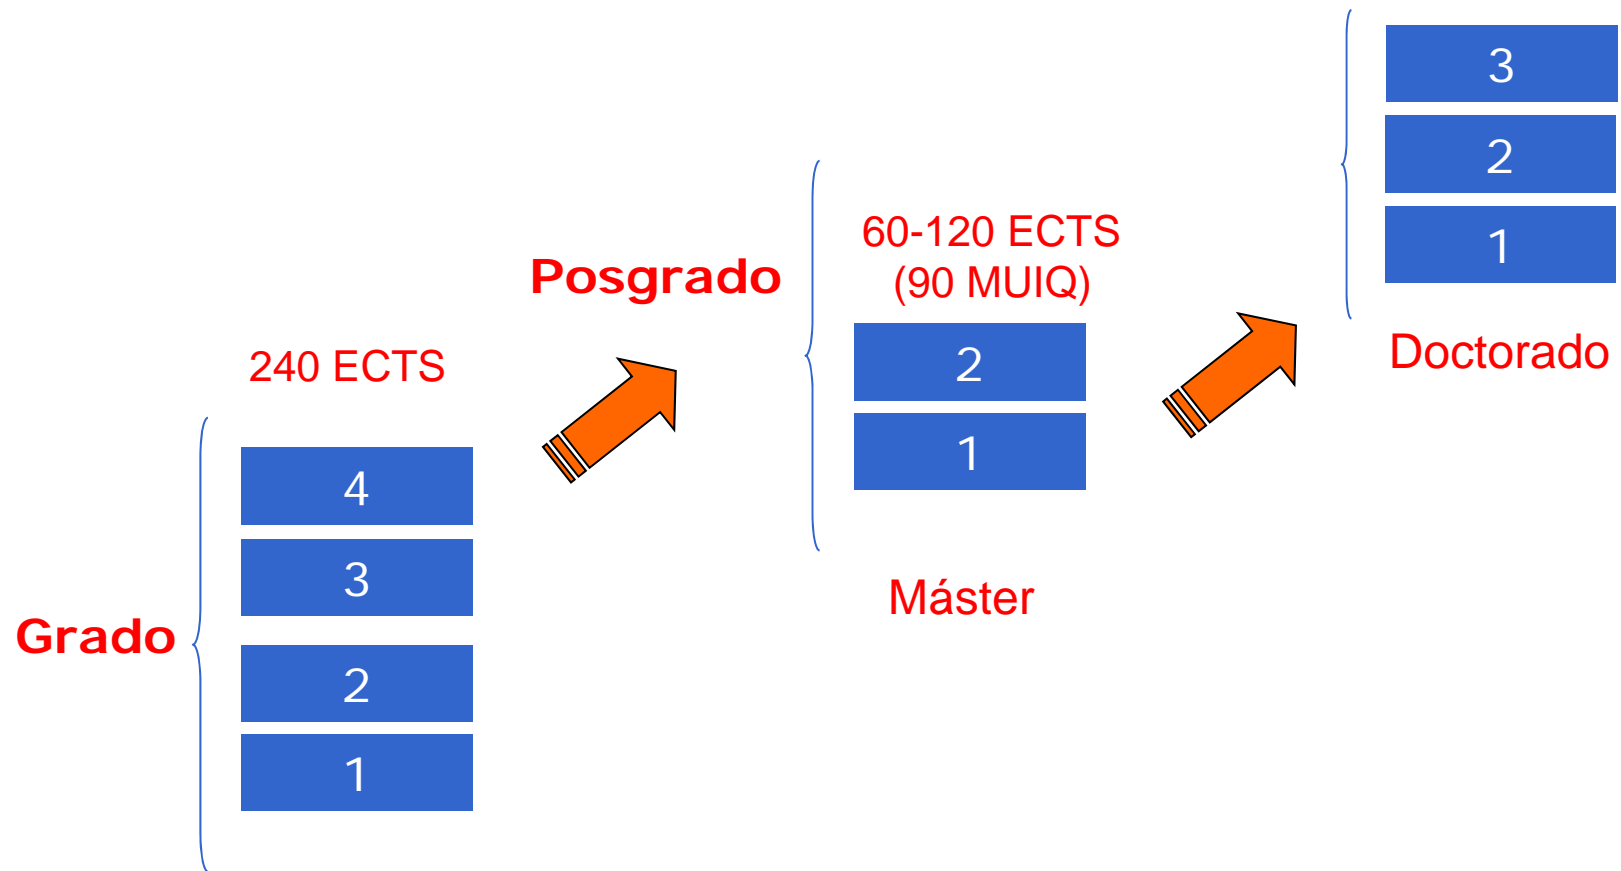 Grado
240 ECTS
4
3
2
1
Posgrado
60-120 ECTS
(90 MUIQ)
2
1
Máster
3
2
1
Doctorado